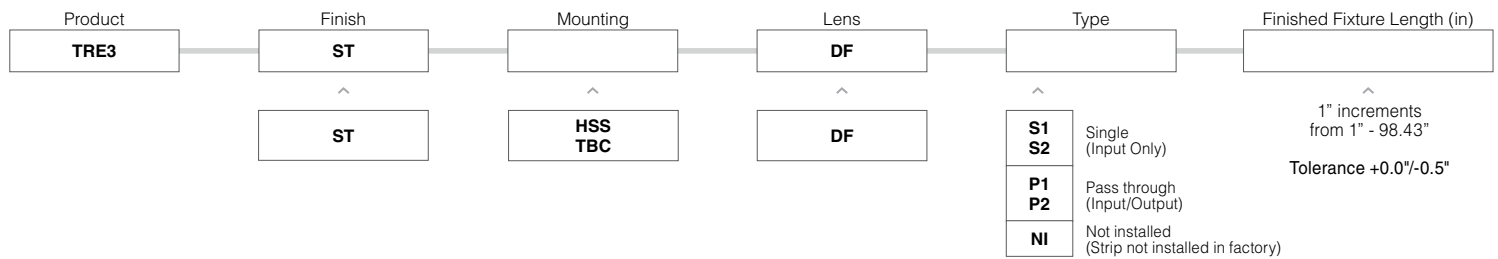 Product
Finish
Mounting
Lens
Type
Finished Fixture Length (in)
TRE3
ST
DF
ST
HSS
TBC
DF
S1
S2
Single
(Input Only)
P1
P2
Pass through
(Input/Output)
NI
Not installed
(Strip not installed in factory)
1” increments
from 1” - 98.43”
Tolerance +0.0"/-0.5"